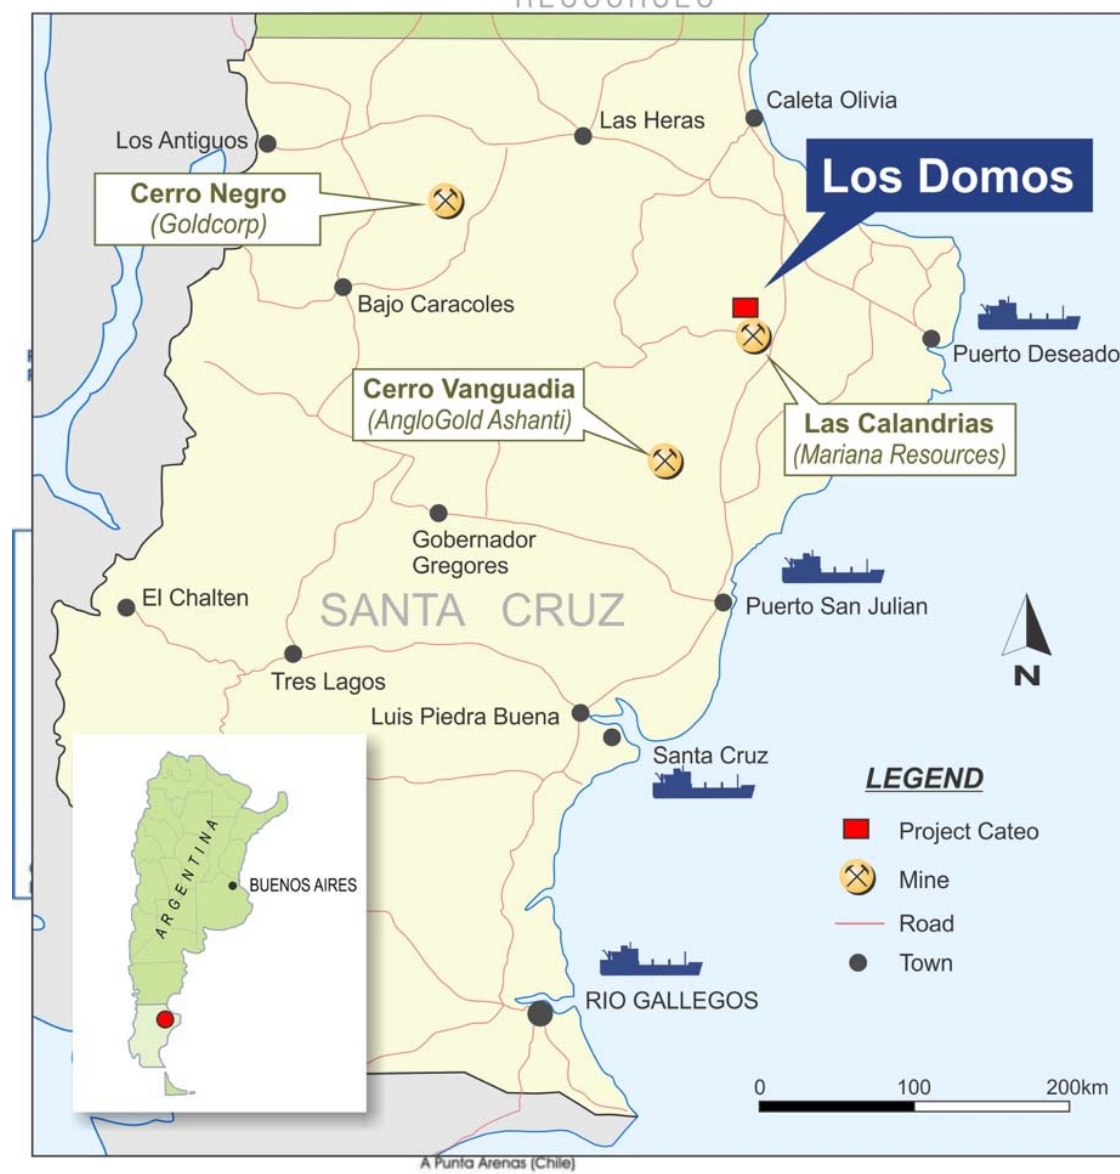 RESOURCES
Caleta Olivia
Las Heras
Los Antiguos
Los Domos
Cerro Negro
(Goldcorp)
Bajo Caracoles
Puerto Deseado
Cerro Vanguadia
(AngloGold Ashanti)
Las Calandrias
(Mariana Resources)
Gobernador
Gregores
El Chalten
SANTA CRUZ
Puerto San Julian
N
Tres Lagos
Luis Piedra Buena
Santa Cruz
LEGEND
Project Cateo
Mine
Road
Town
ARGENTINA
BUENOS AIRES
RIO GALLEGOS
0 100 200km
A Punta Arenas (Chile)